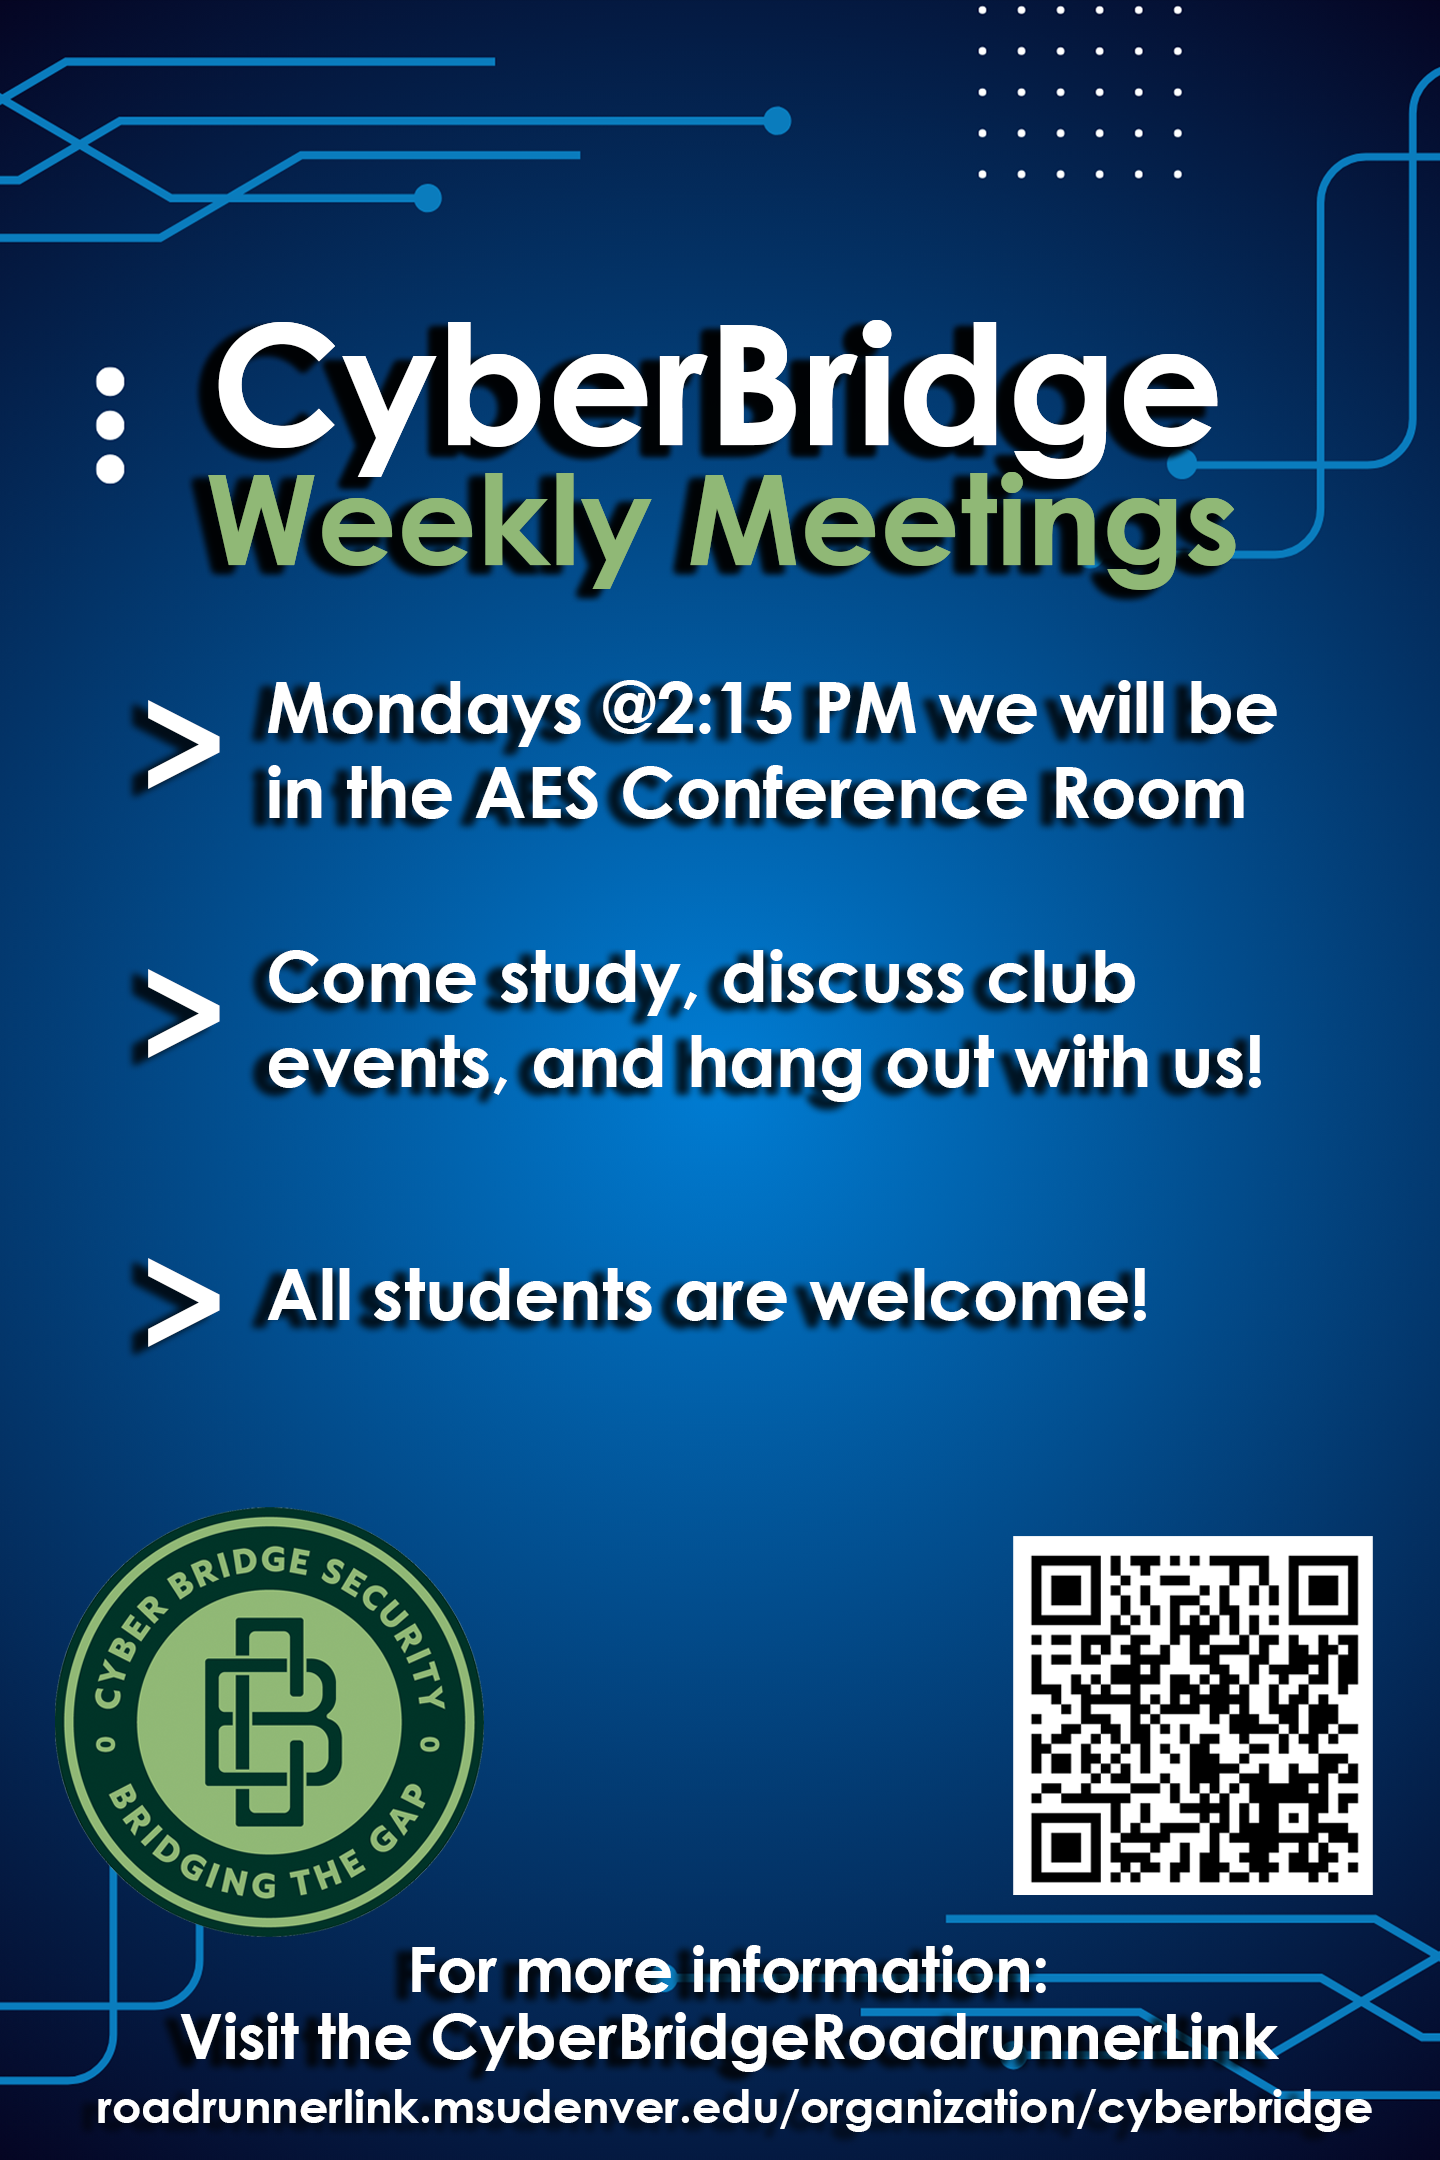 CyberBridge
Weekly Meetings
> Mondays @2:15 PM we will be
in the AES Conference Room
> Come study, discuss club
events, and hang out with us!
> All students are welcome!
CYBER BRIDGE SECURITY
0 0
BRIDGING THE GAP
For more information:
Visit the CyberBridgeRoadrunnerLink
roadrunnerlink.msudenver.edu/organization/cyberbridge